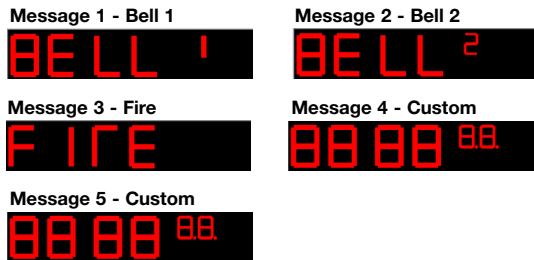 Message 1 - Bell 1
BELL 1
Message 2 - Bell 2
BELL 2
Message 3 - Fire
FIRE
Message 4 - Custom
88 88 8.8.
Message 5 - Custom
88 88 8.8.